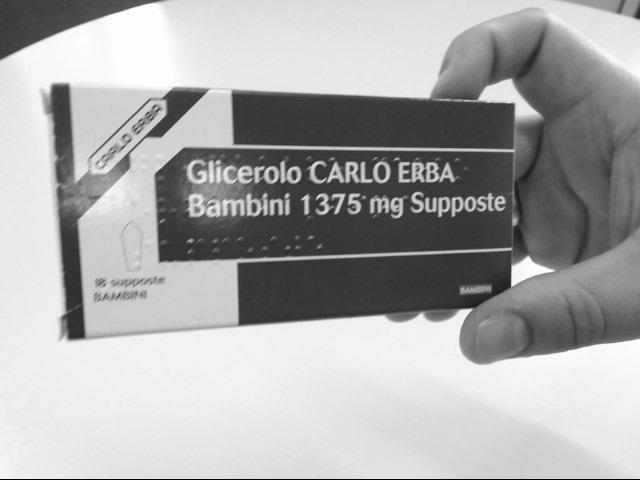 CARLO ERBA
Glicerolo CARLO ERBA
Bambini 1375 mg Supposte
18 supposte
BAMBINI
BAMBINI